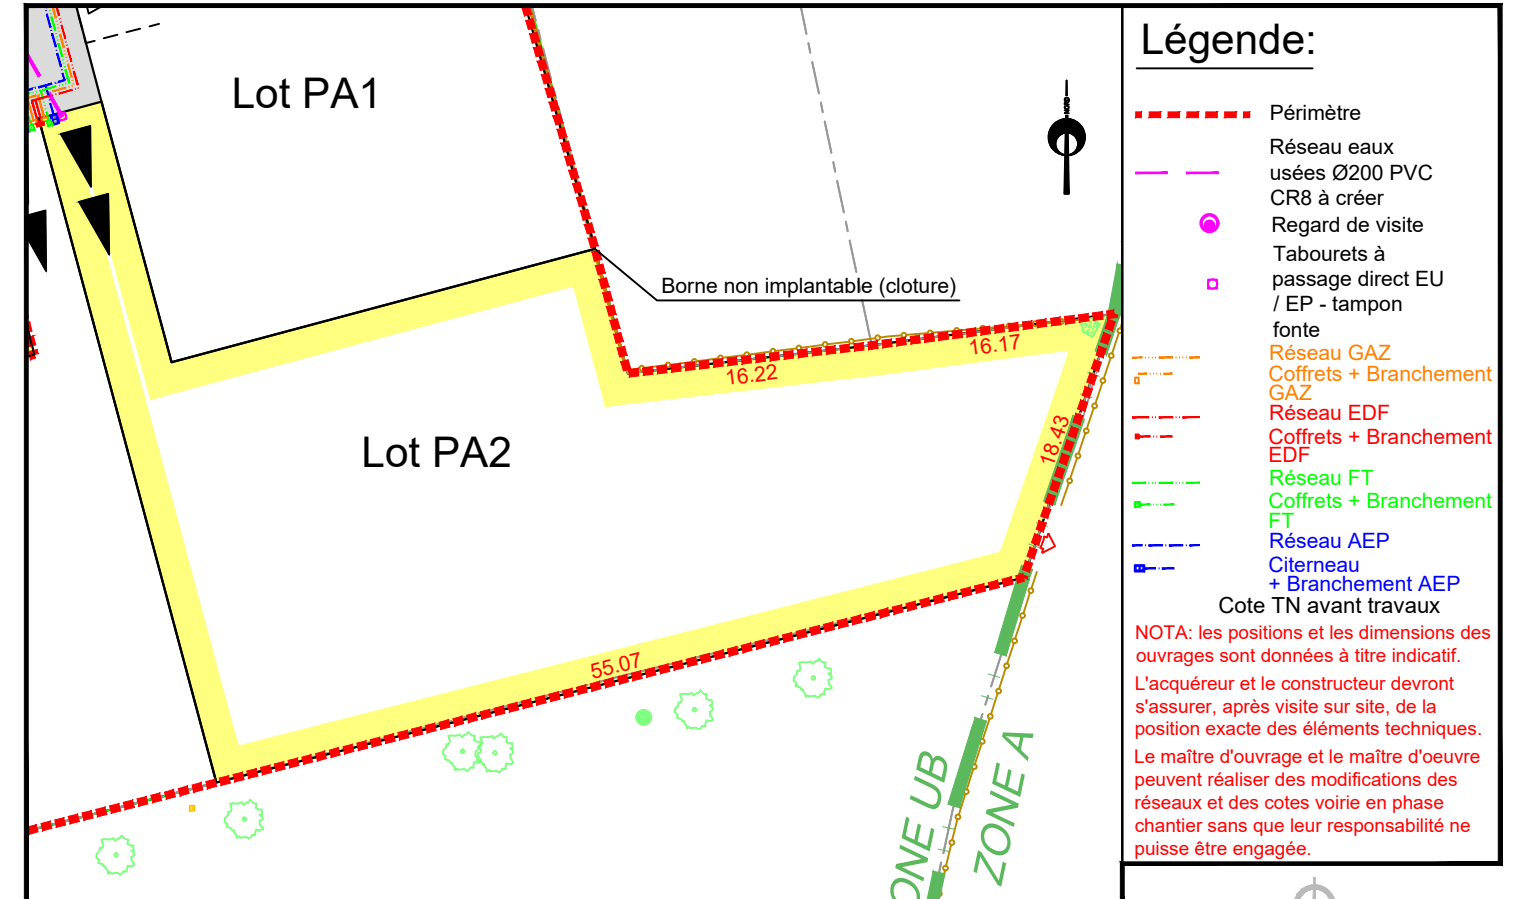 Lot PA1
Borne non implantable (cloture)
16.22
16.17
18.43
Lot PA2
55.07
ZONE A
NORD
Légende:
Périmètre
Réseau eaux
usées Ø200 PVC
CR8 à créer
Regard de visite
Tabourets à
passage direct EU
/ EP - tampon
fonte
Réseau GAZ
Coffrets + Branchement
GAZ
Réseau EDF
Coffrets + Branchement
EDF
Réseau FT
Coffrets + Branchement
FT
Réseau AEP
Citerneau
+ Branchement AEP
Cote TN avant travaux
NOTA: les positions et les dimensions des
ouvrages sont données à titre indicatif.
L'acquéreur et le constructeur devront
s'assurer, après visite sur site, de la
position exacte des éléments techniques.
Le maître d'ouvrage et le maître d'oeuvre
peuvent réaliser des modifications des
réseaux et des cotes voirie en phase
chantier sans que leur responsabilité ne
puisse être engagée.
ONE UB